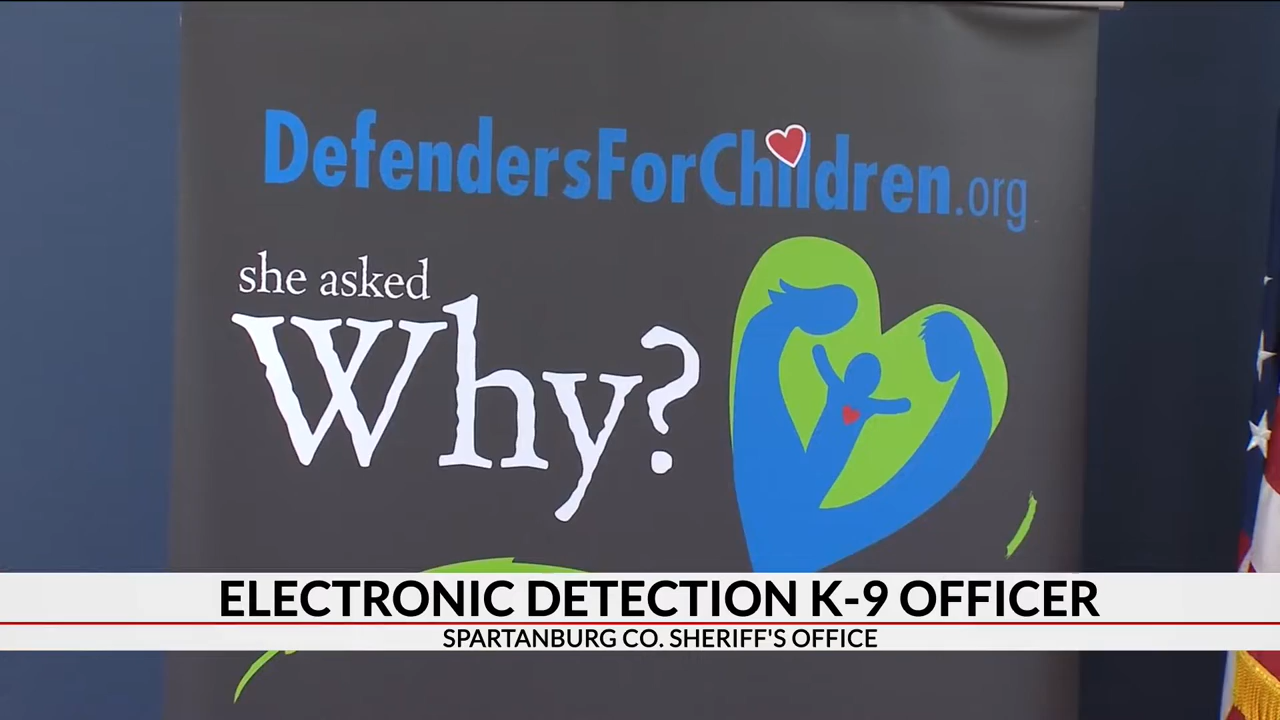 DefendersForChildren.org
she asked
Why?
ELECTRONIC DETECTION K-9 OFFICER
SPARTANBURG CO. SHERIFF'S OFFICE